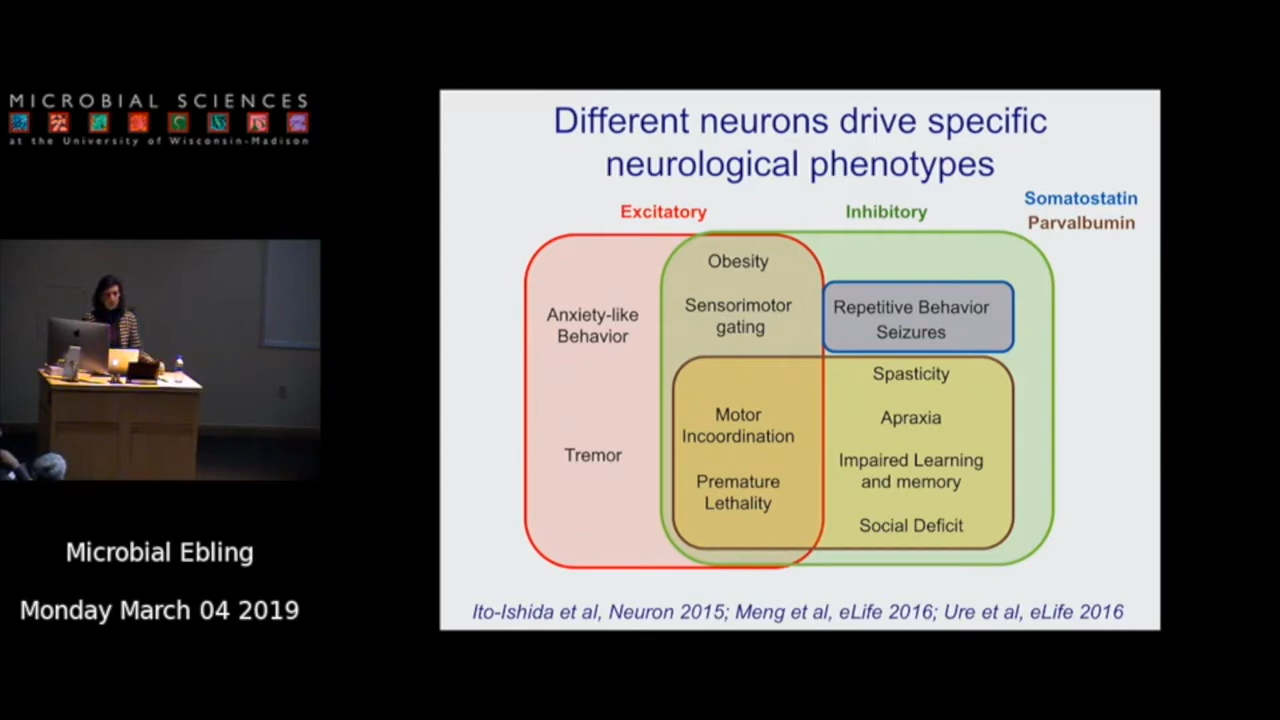 MICROBIAL SCIENCES
at the University of Wisconsin-Madison
Microbial Ebling
Monday March 04 2019
Different neurons drive specific
neurological phenotypes
Somatostatin
Parvalbumin
Excitatory
Inhibitory
Obesity
Sensorimotor
gating
Anxiety-like
Behavior
Repetitive Behavior
Seizures
Spasticity
Motor
Incoordination
Apraxia
Tremor
Impaired Learning
and memory
Premature
Lethality
Social Deficit
Ito-Ishida et al, Neuron 2015; Meng et al, eLife 2016; Ure et al, eLife 2016